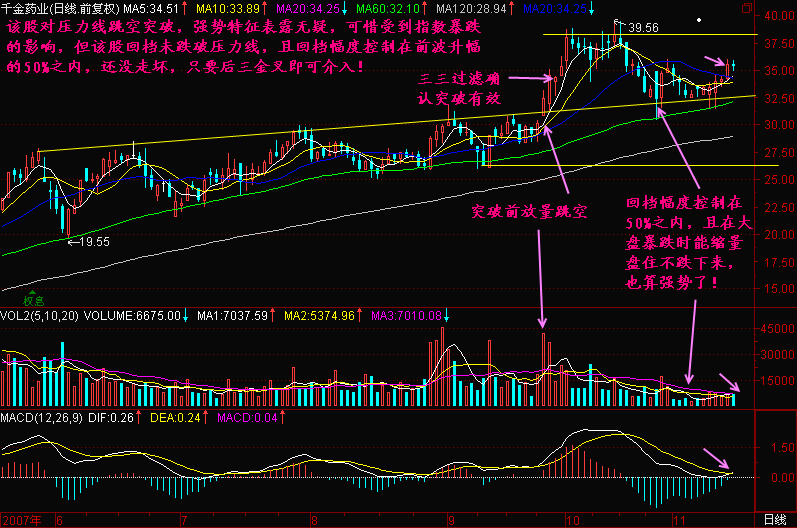 千金药业(日线.前复权) MA5:34.51↑ MA10:33.89↑ MA20:34.25↓ MA60:32.10↑ MA120:28.94↑ MA20:34.25↓
该股对压力线跳空突破，强势特征表露无疑，可惜受到指数暴跌
的影响，但该股回档未跌破压力线，且回档幅度控制在前波升幅
的50%之内，还没走坏，只要后三金叉即可介入！
39.56
三三过滤确
认突破有效
突破前放量跳空
回档幅度控制在
50%之内，且在大
盘暴跌时能缩量
盘住不跌下来，
也算强势了！
←19.55
权息
40.00
37.50
35.00
32.50
30.00
27.50
25.00
22.50
20.00
17.50
15.00
VOL2(5,10,20) VOLUME:6675.00↓ MA1:7037.59↑ MA2:5374.96↑ MA3:7010.08↓
45000
30000
15000
MACD(12,26,9) DIF:0.26↑ DEA:0.24↑ MACD:0.04↑
1.50
0.00
2007年 6 7 8 9 10 11 日线